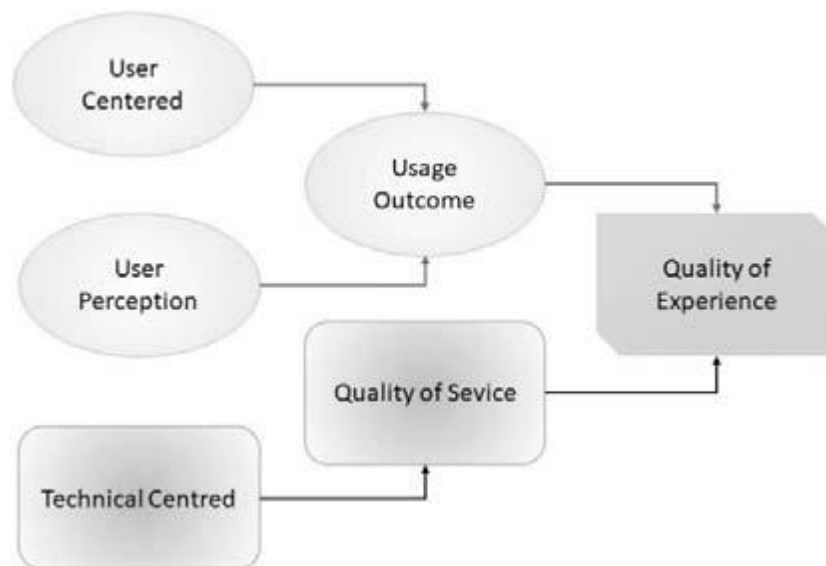 User
Centered
Usage
Outcome
User
Perception
Quality of
Experience
Quality of Sevice
Technical Centred